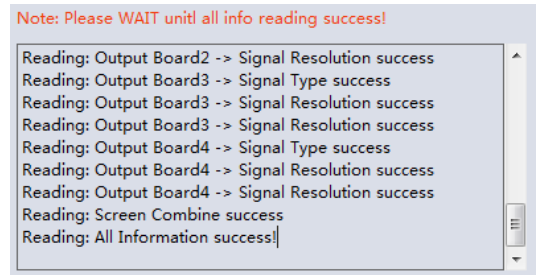 Note: Please WAIT unitl all info reading success!
Reading: Output Board2 -> Signal Resolution success
Reading: Output Board3 -> Signal Type success
Reading: Output Board3 -> Signal Resolution success
Reading: Output Board3 -> Signal Resolution success
Reading: Output Board4 -> Signal Type success
Reading: Output Board4 -> Signal Resolution success
Reading: Output Board4 -> Signal Resolution success
Reading: Screen Combine success
Reading: All Information success!